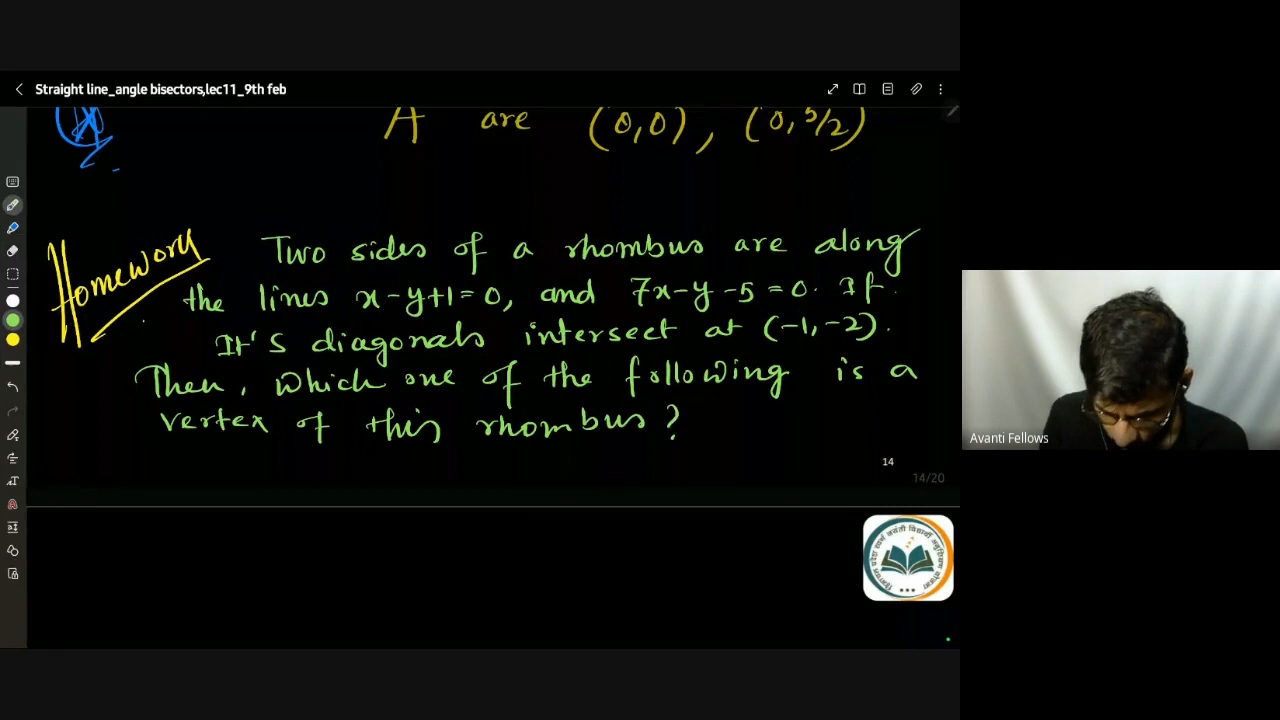 Straight line_angle bisectors,lec11_9th feb
A are (0,0), (0,5/2)
Homework
Two sides of a rhombus are along
the lines x-y+1=0, and 7x-y-5=0. If
It's diagonals intersect at (-1,-2).
Then, which one of the following is a
vertex of this rhombus?
14
14/20
Avanti Fellows